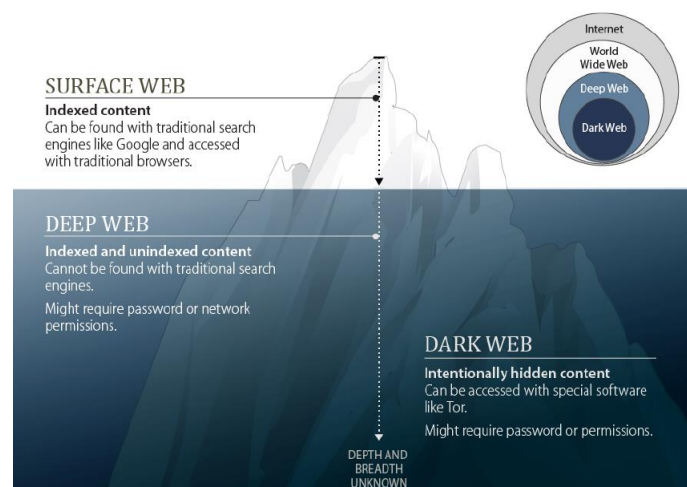 Internet
World
Wide Web
Deep Web
Dark Web
SURFACE WEB
Indexed content
Can be found with traditional search
engines like Google and accessed
with traditional browsers.
DEEP WEB
Indexed and unindexed content
Cannot be found with traditional search
engines.
Might require password or network
permissions.
DARK WEB
Intentionally hidden content
Can be accessed with special software
like Tor.
Might require password or permissions.
DEPTH AND
BREADTH
UNKNOWN